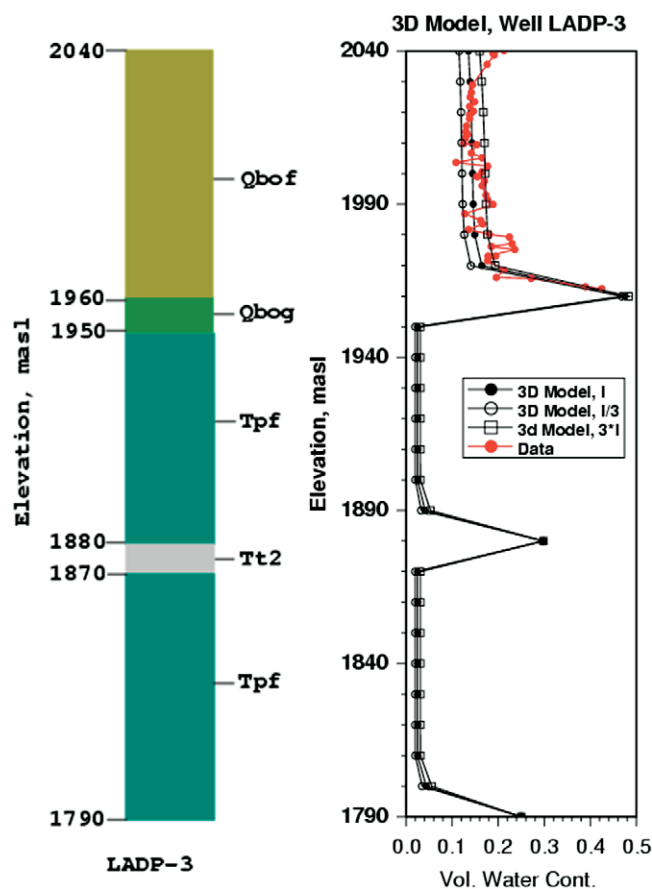 2040
Qbof
1960
Qbog
1950
Tpf
1880
Tt2
1870
Tpf
1790
Elevation, masl
LADP-3
3D Model, Well LADP-3
2040
1990
1940
1890
1840
1790
Elevation, masl
3D Model, I
3D Model, I/3
3d Model, 3*I
Data
0.0 0.1 0.2 0.3 0.4 0.5
Vol. Water Cont.